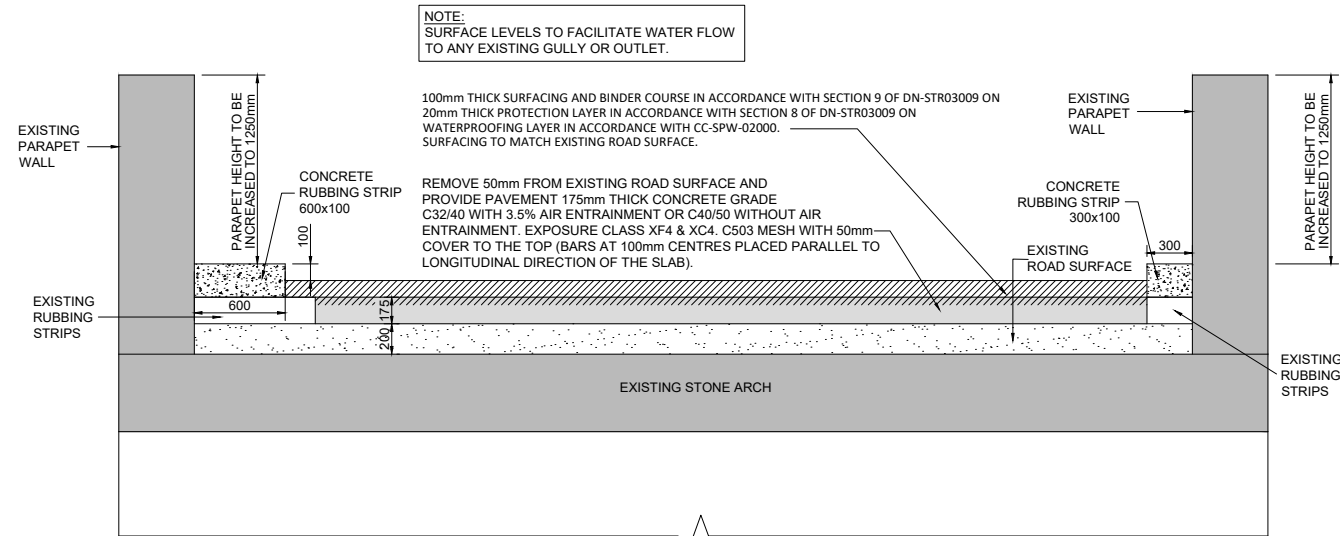 NOTE:
SURFACE LEVELS TO FACILITATE WATER FLOW
TO ANY EXISTING GULLY OR OUTLET.
EXISTING
PARAPET
WALL
PARAPET HEIGHT TO BE
INCREASED TO 1250mm
CONCRETE
RUBBING STRIP
600x100
100
100mm THICK SURFACING AND BINDER COURSE IN ACCORDANCE WITH SECTION 9 OF DN-STR03009 ON
20mm THICK PROTECTION LAYER IN ACCORDANCE WITH SECTION 8 OF DN-STR03009 ON
WATERPROOFING LAYER IN ACCORDANCE WITH CC-SPW-02000.
SURFACING TO MATCH EXISTING ROAD SURFACE.
REMOVE 50mm FROM EXISTING ROAD SURFACE AND
PROVIDE PAVEMENT 175mm THICK CONCRETE GRADE
C32/40 WITH 3.5% AIR ENTRAINMENT OR C40/50 WITHOUT AIR
ENTRAINMENT. EXPOSURE CLASS XF4 & XC4. C503 MESH WITH 50mm
COVER TO THE TOP (BARS AT 100mm CENTRES PLACED PARALLEL TO
LONGITUDINAL DIRECTION OF THE SLAB).
EXISTING
PARAPET
WALL
PARAPET HEIGHT TO BE
INCREASED TO 1250mm
CONCRETE
RUBBING STRIP
300x100
300
EXISTING
ROAD SURFACE
EXISTING
RUBBING
STRIPS
600
175
200
EXISTING STONE ARCH
EXISTING
RUBBING
STRIPS